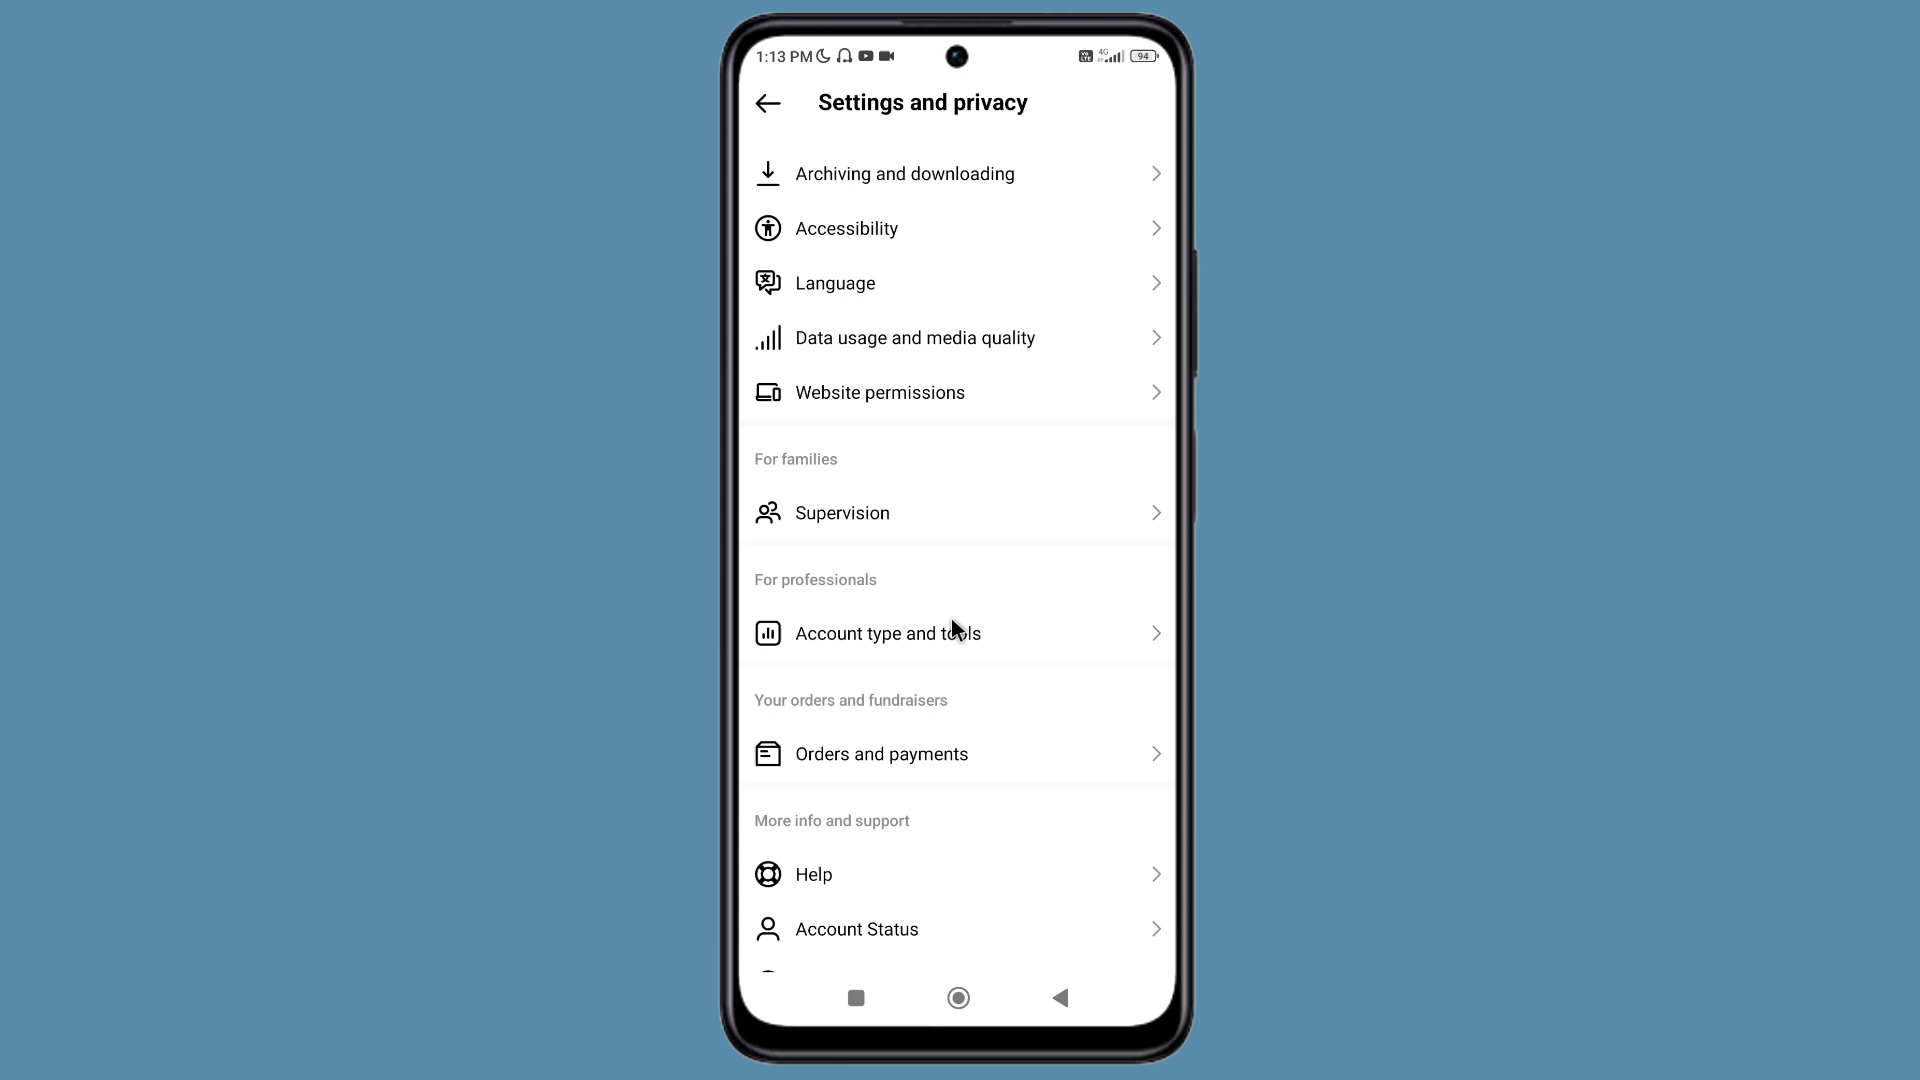 1:13 PM
4G
94
Settings and privacy
Archiving and downloading
Accessibility
Language
Data usage and media quality
Website permissions
For families
Supervision
For professionals
Account type and tools
Your orders and fundraisers
Orders and payments
More info and support
Help
Account Status